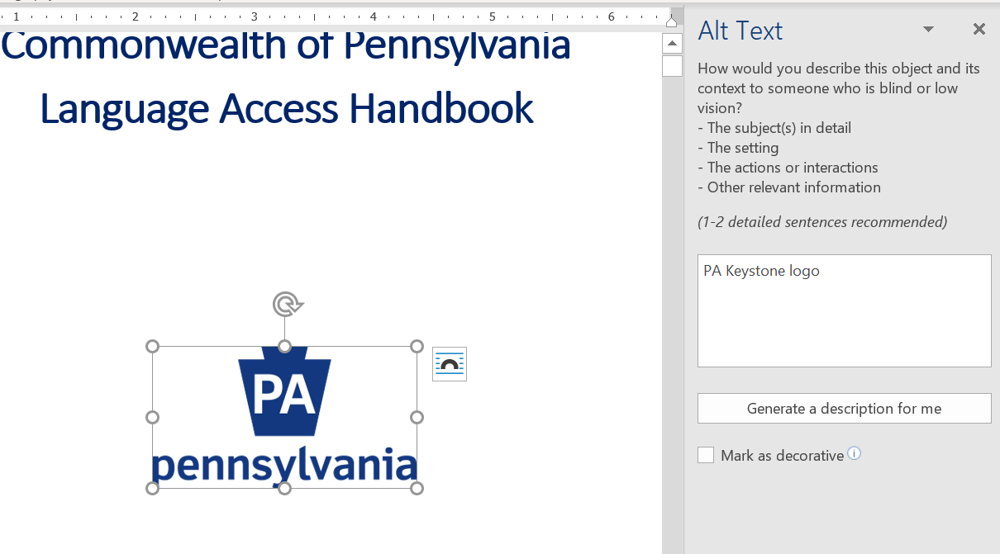 1 2 3 4 5 6
Commonwealth of Pennsylvania
Language Access Handbook
PA
pennsylvania
Alt Text
How would you describe this object and its
context to someone who is blind or low
vision?
- The subject(s) in detail
- The setting
- The actions or interactions
- Other relevant information
(1-2 detailed sentences recommended)
PA Keystone logo
Generate a description for me
Mark as decorative